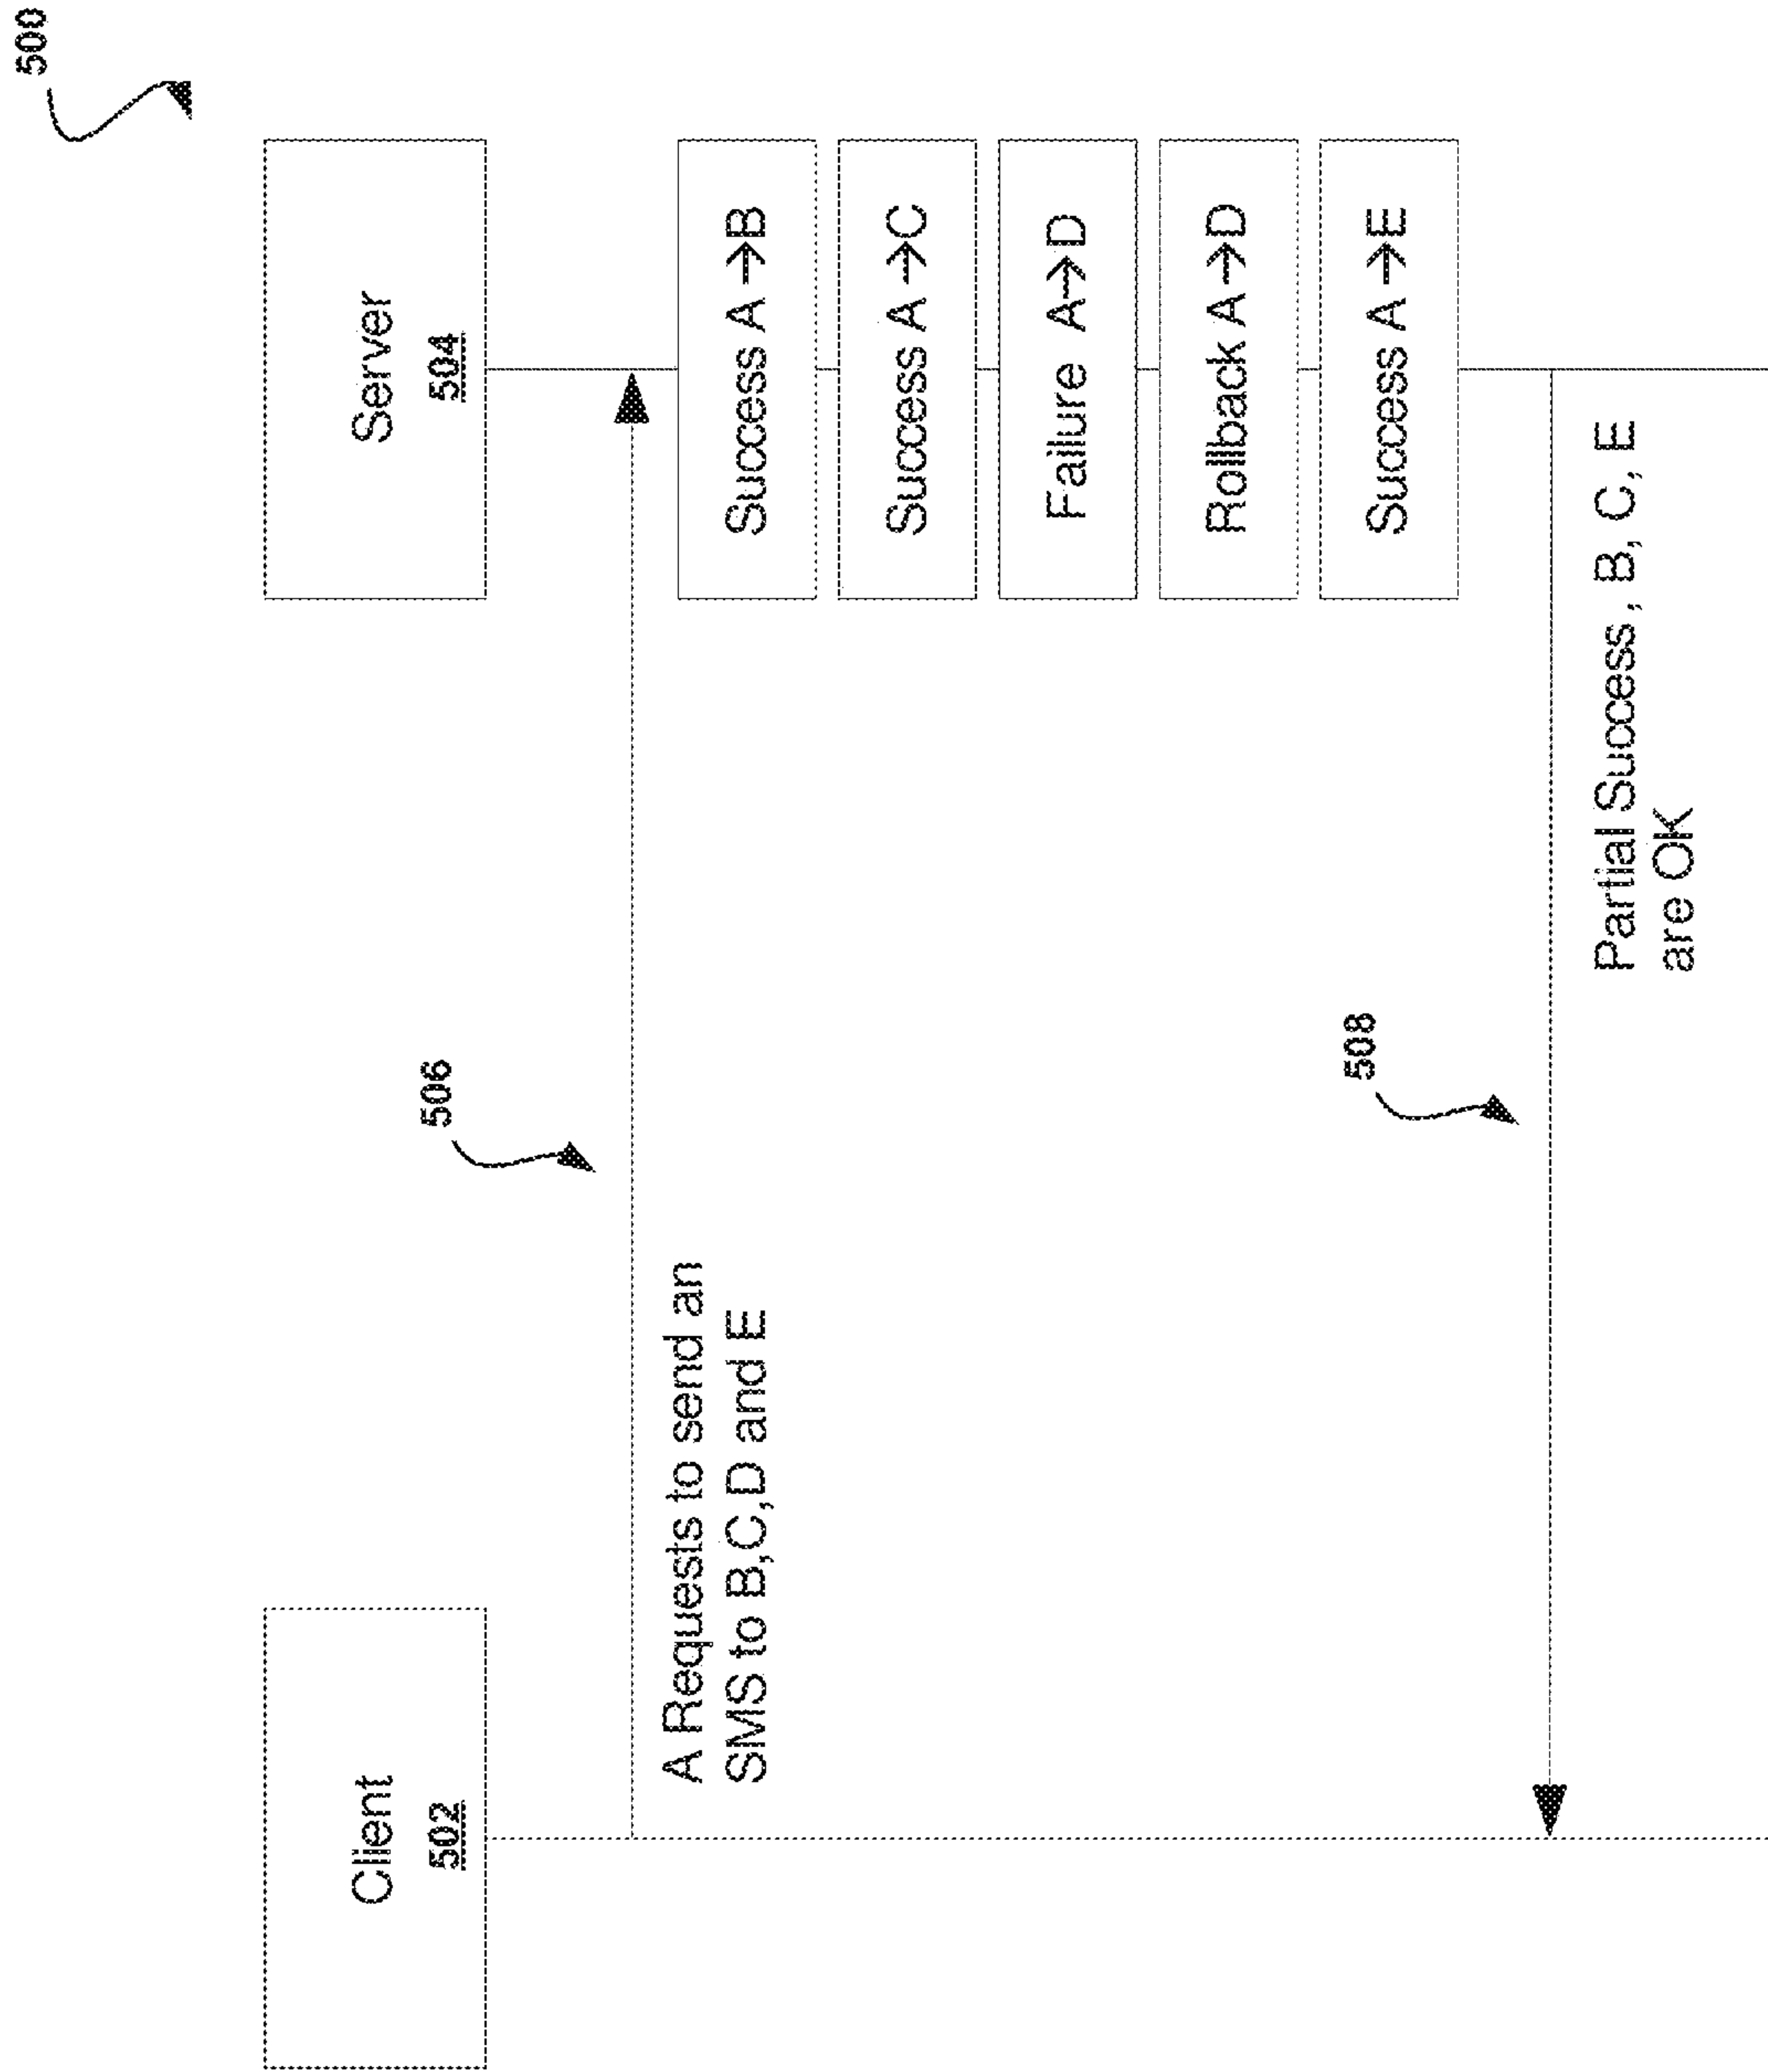 500
Client
502
Server
504
506
A Requests to send an
SMS to B,C,D and E
Success A →B
Success A →C
Failure A→D
Rollback A→D
Success A →E
508
Partial Success, B, C, E
are OK